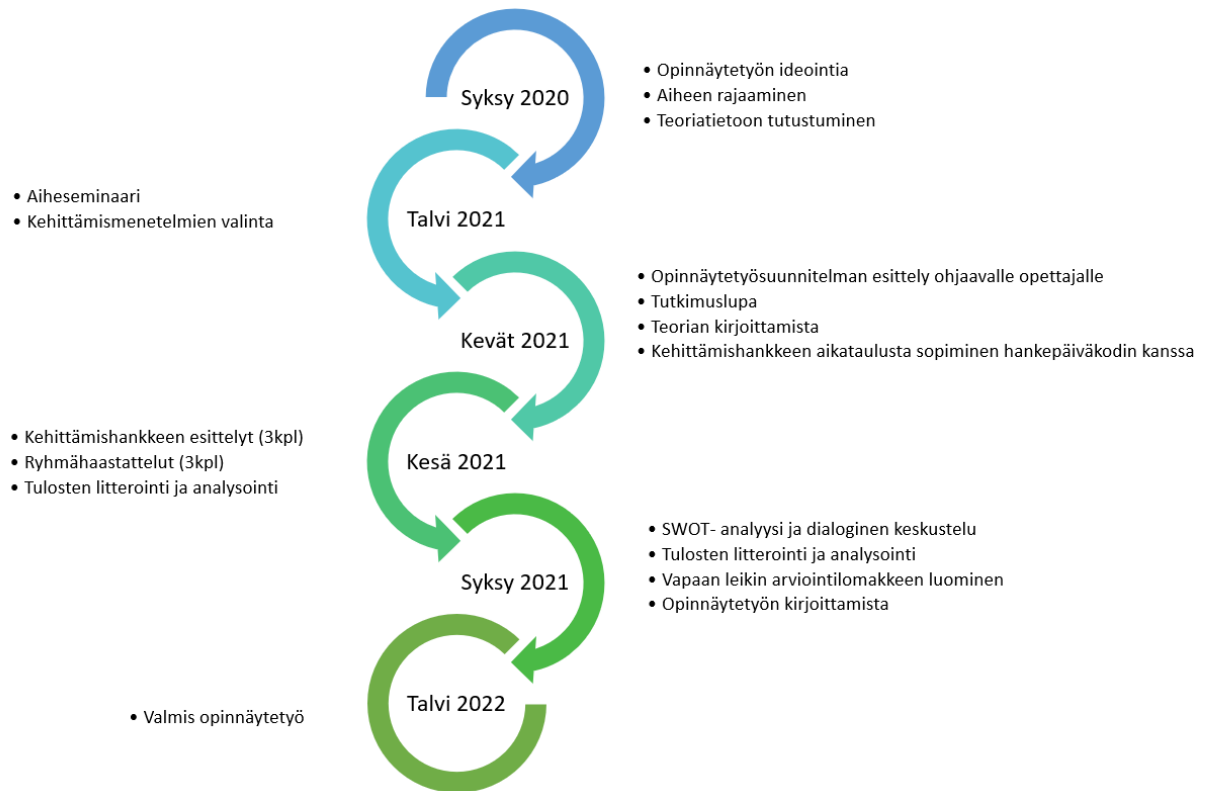 Syksy 2020
• Opinnäytetyön ideointia
• Aiheen rajaaminen
• Teoriatietoon tutustuminen
Talvi 2021
• Aiheseminaari
• Kehittämismenetelmien valinta
Kevät 2021
• Opinnäytetyösuunnitelman esittely ohjaavalle opettajalle
• Tutkimuslupa
• Teorian kirjoittamista
• Kehittämishankkeen aikataulusta sopiminen hankepäiväkodin kanssa
Kesä 2021
• Kehittämishankkeen esittelyt (3kpl)
• Ryhmähaastattelut (3kpl)
• Tulosten litterointi ja analysointi
Syksy 2021
• SWOT- analyysi ja dialoginen keskustelu
• Tulosten litterointi ja analysointi
• Vapaan leikin arviointilomakkeen luominen
• Opinnäytetyön kirjoittamista
Talvi 2022
• Valmis opinnäytetyö